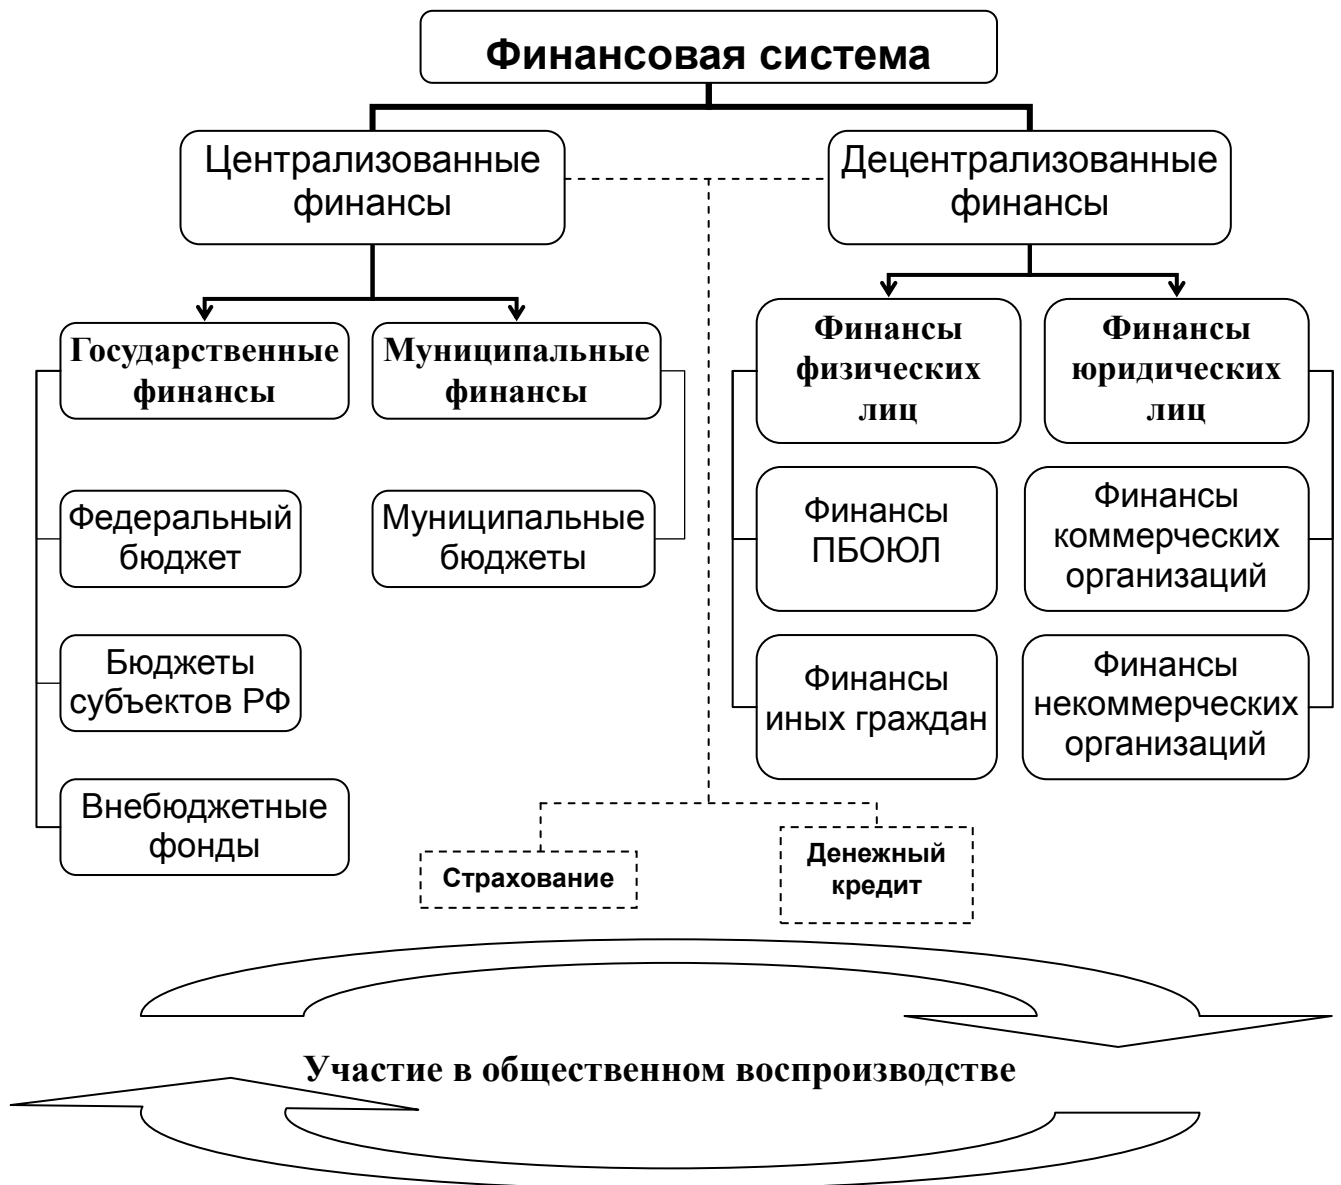 Финансовая система
Централизованные
финансы
Децентрализованные
финансы
Государственные
финансы
Муниципальные
финансы
Финансы
физических
лиц
Финансы
юридических
лиц
Федеральный
бюджет
Муниципальные
бюджеты
Финансы
ПБОЮЛ
Финансы
коммерческих
организаций
Бюджеты
субъектов РФ
Финансы
иных граждан
Финансы
некоммерческих
организаций
Внебюджетные
фонды
Страхование
Денежный
кредит
Участие в общественном воспроизводстве